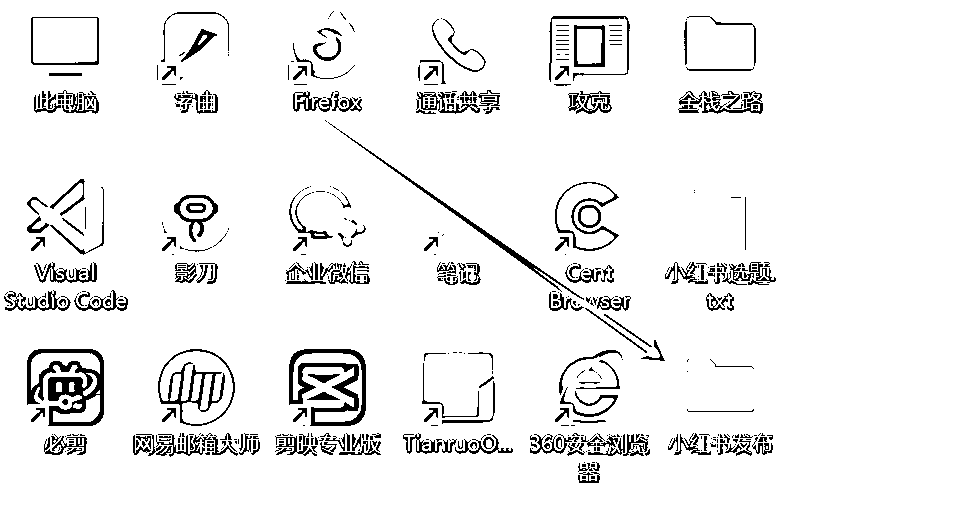 此电脑
字由
Firefox
通话共享
攻克
全栈之路
Visual
Studio Code
影刀
企业微信
笔记
Cent
Browser
小红书选题.
txt
必剪
网易邮箱大师
剪映专业版
TianruoO...
360安全浏览
器
小红书发布